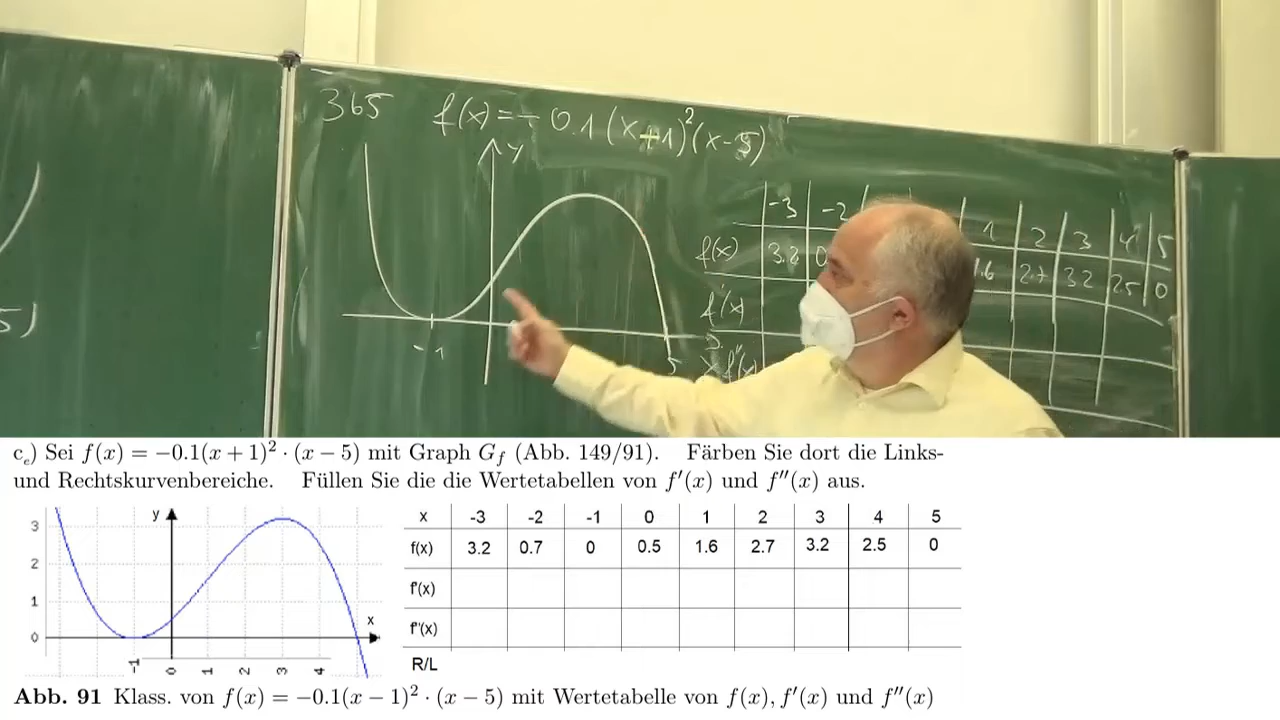 365 f(x)=-0.1(x+1)²(x-5)
y
-3 -2 1 2 3 4 5
f(x) 3.2 0 1.6 2.7 3.2 2.5 0
f'(x)
5)
-1 5 x f''(x)
c_e) Sei f(x) = −0.1(x + 1)² · (x − 5) mit Graph G_f (Abb. 149/91). Färben Sie dort die Links-
und Rechtskurvenbereiche. Füllen Sie die die Wertetabellen von f′(x) und f″(x) aus.
y
3
2
1
0
x
-1 0 1 2 3 4
x -3 -2 -1 0 1 2 3 4 5
f(x) 3.2 0.7 0 0.5 1.6 2.7 3.2 2.5 0
f'(x)
f''(x)
R/L
Abb. 91 Klass. von f(x) = −0.1(x − 1)² · (x − 5) mit Wertetabelle von f(x), f′(x) und f″(x)